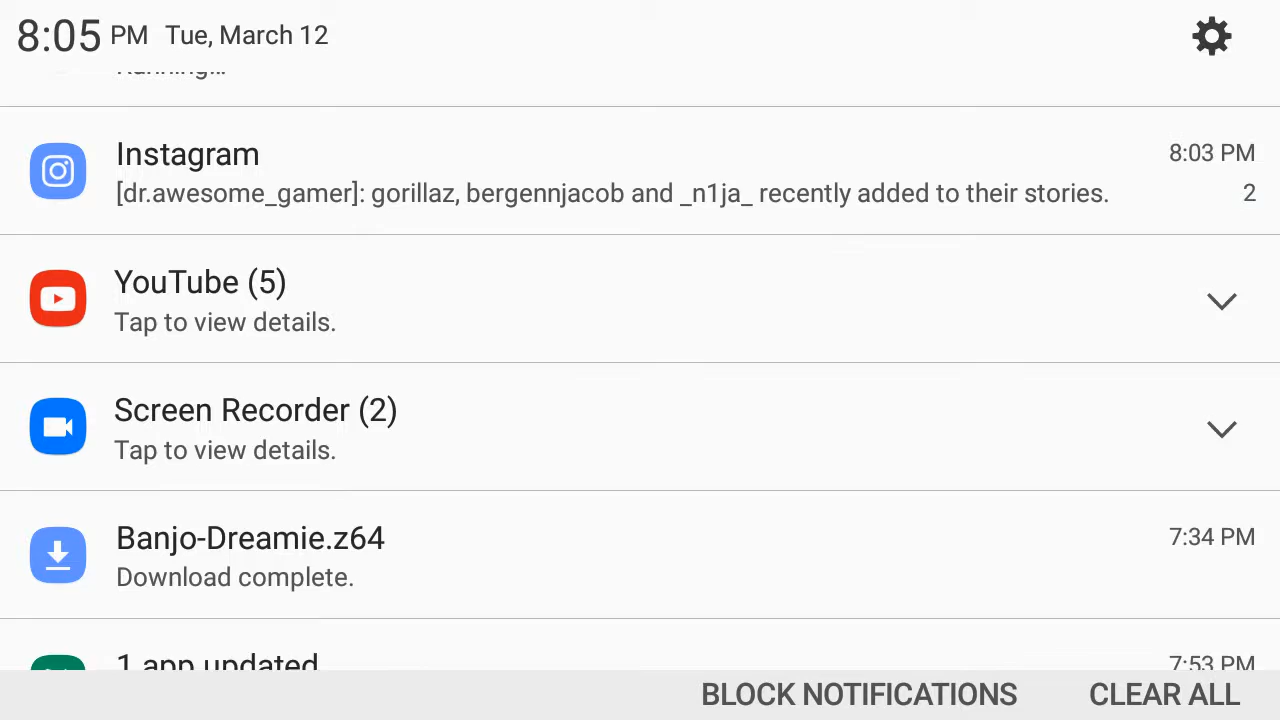 8:05 PM Tue, March 12
Running...
Instagram 8:03 PM
[dr.awesome_gamer]: gorillaz, bergennjacob and _n1ja_ recently added to their stories. 2
YouTube (5)
Tap to view details.
Screen Recorder (2)
Tap to view details.
Banjo-Dreamie.z64 7:34 PM
Download complete.
1 app updated 7:53 PM
BLOCK NOTIFICATIONS CLEAR ALL